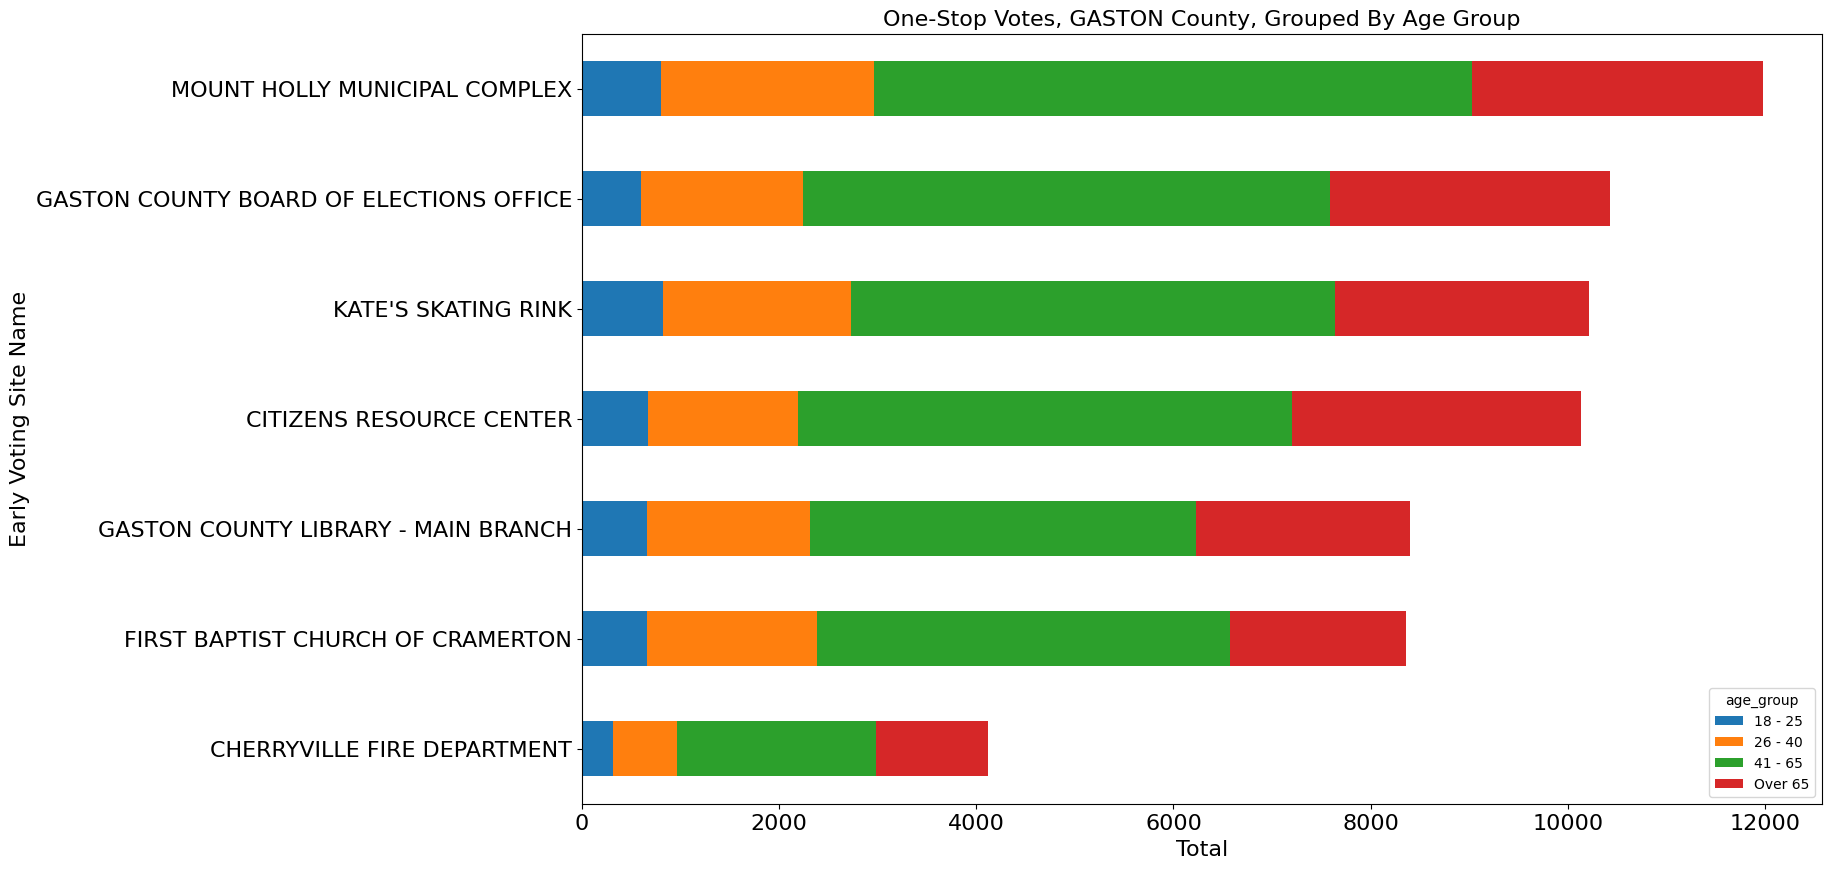 One-Stop Votes, GASTON County, Grouped By Age Group
Early Voting Site Name
MOUNT HOLLY MUNICIPAL COMPLEX
GASTON COUNTY BOARD OF ELECTIONS OFFICE
KATE'S SKATING RINK
CITIZENS RESOURCE CENTER
GASTON COUNTY LIBRARY - MAIN BRANCH
FIRST BAPTIST CHURCH OF CRAMERTON
CHERRYVILLE FIRE DEPARTMENT
age_group
18 - 25
26 - 40
41 - 65
Over 65
0 2000 4000 6000 8000 10000 12000
Total